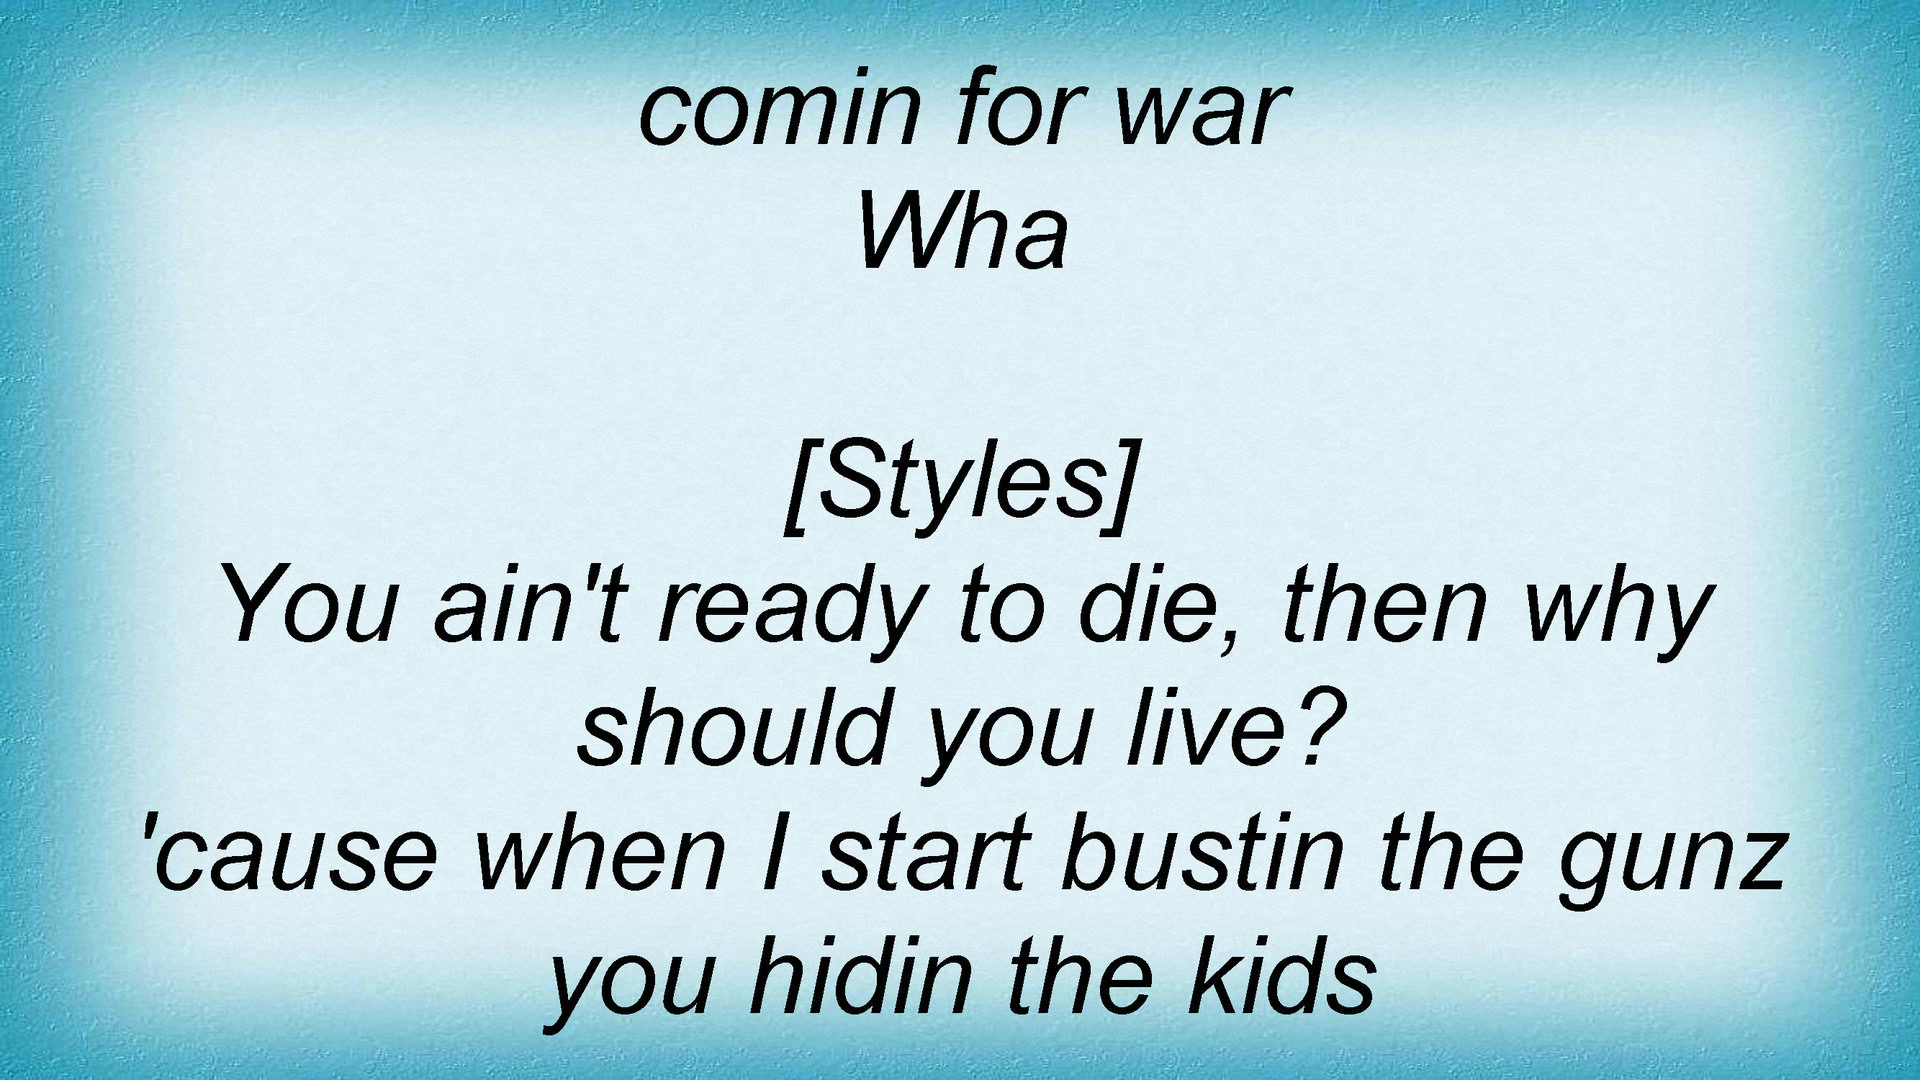 comin for war
Wha
[Styles]
You ain't ready to die, then why
should you live?
'cause when I start bustin the gunz
you hidin the kids